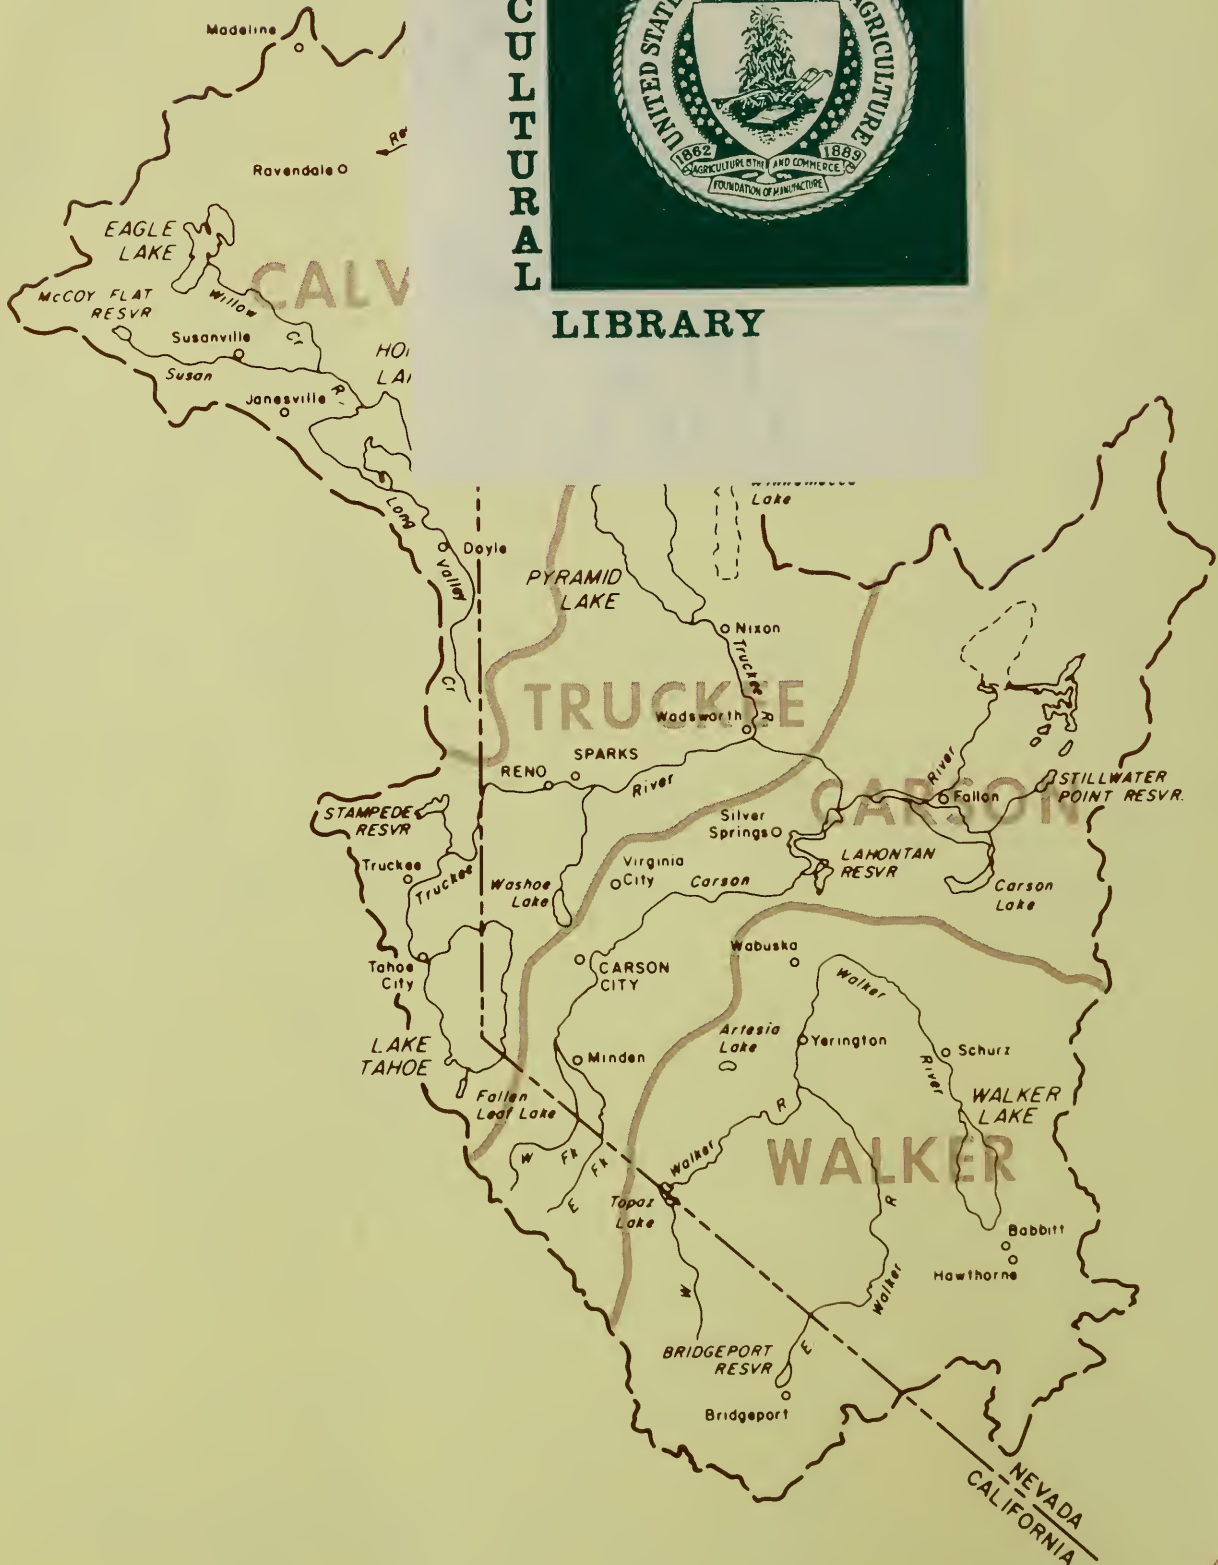 Madeline
C
U
L
T
U
R
A
L
UNITED STATE
AGRICULTURE
1862
1889
AGRICULTURE IS THE
AND COMMERCE
FOUNDATION OF MANUFACTURE
LIBRARY
Ravendale
EAGLE
LAKE
CALV
McCOY FLAT
RESVR
Willow
Cr
Susanville
Susan
R.
Janesville
HO
LA
Lake
Long
Valley
Cr
Doyle
PYRAMID
LAKE
Nixon
Truckee
R
TRUCKEE
Wadsworth
SPARKS
RENO
River
River
CARSON
STILLWATER
POINT RESVR.
Fallon
STAMPEDE
RESVR
Silver
Springs
LAHONTAN
RESVR
Truckee
Truckee
Virginia
City
Washoe
Lake
Carson
Carson
Lake
Tahoe
City
CARSON
CITY
Wabuska
Walker
River
LAKE
TAHOE
Minden
Artesia
Lake
Yerington
Schurz
Fallen
Leaf Lake
WALKER
LAKE
R
Walker
WALKER
W
Fk
E
Fk
Topaz
Lake
R
Walker
Babbitt
Hawthorne
W
E
BRIDGEPORT
RESVR
Bridgeport
NEVADA
CALIFORNIA